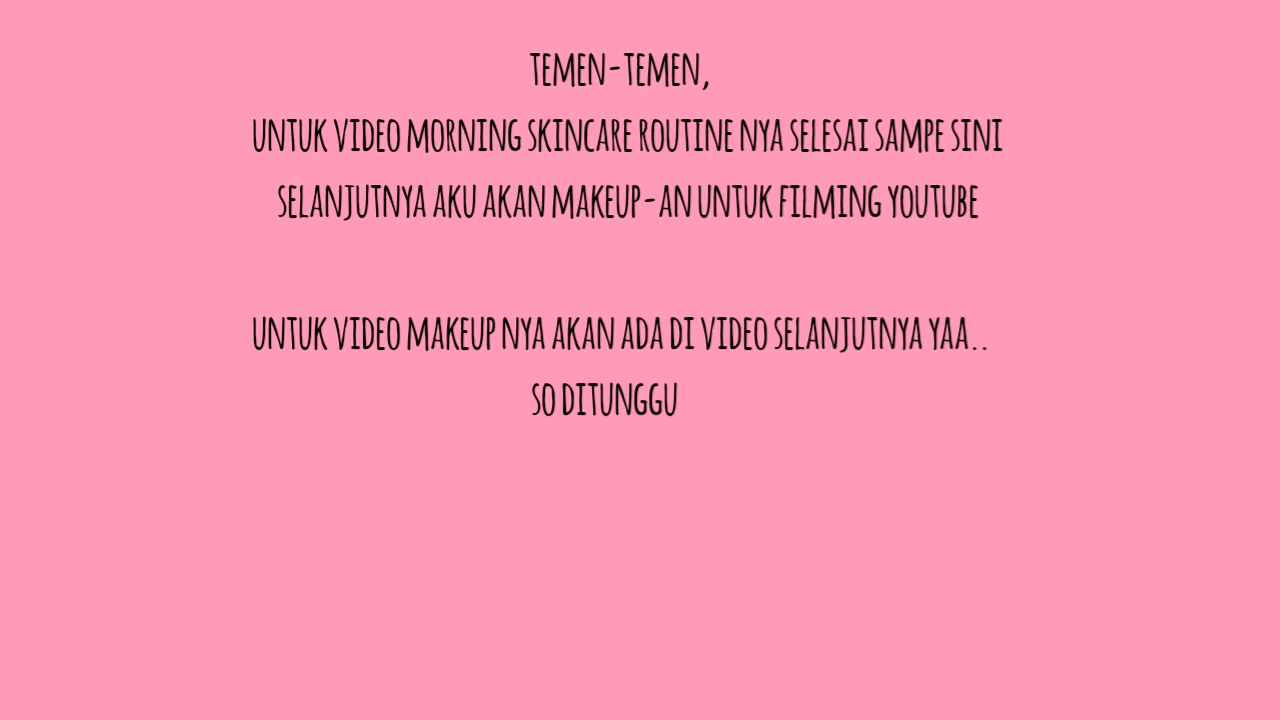 TEMEN-TEMEN,
UNTUK VIDEO MORNING SKINCARE ROUTINE NYA SELESAI SAMPE SINI
SELANJUTNYA AKU AKAN MAKEUP-AN UNTUK FILMING YOUTUBE
UNTUK VIDEO MAKEUP NYA AKAN ADA DI VIDEO SELANJUTNYA YAA..
SO DITUNGGU